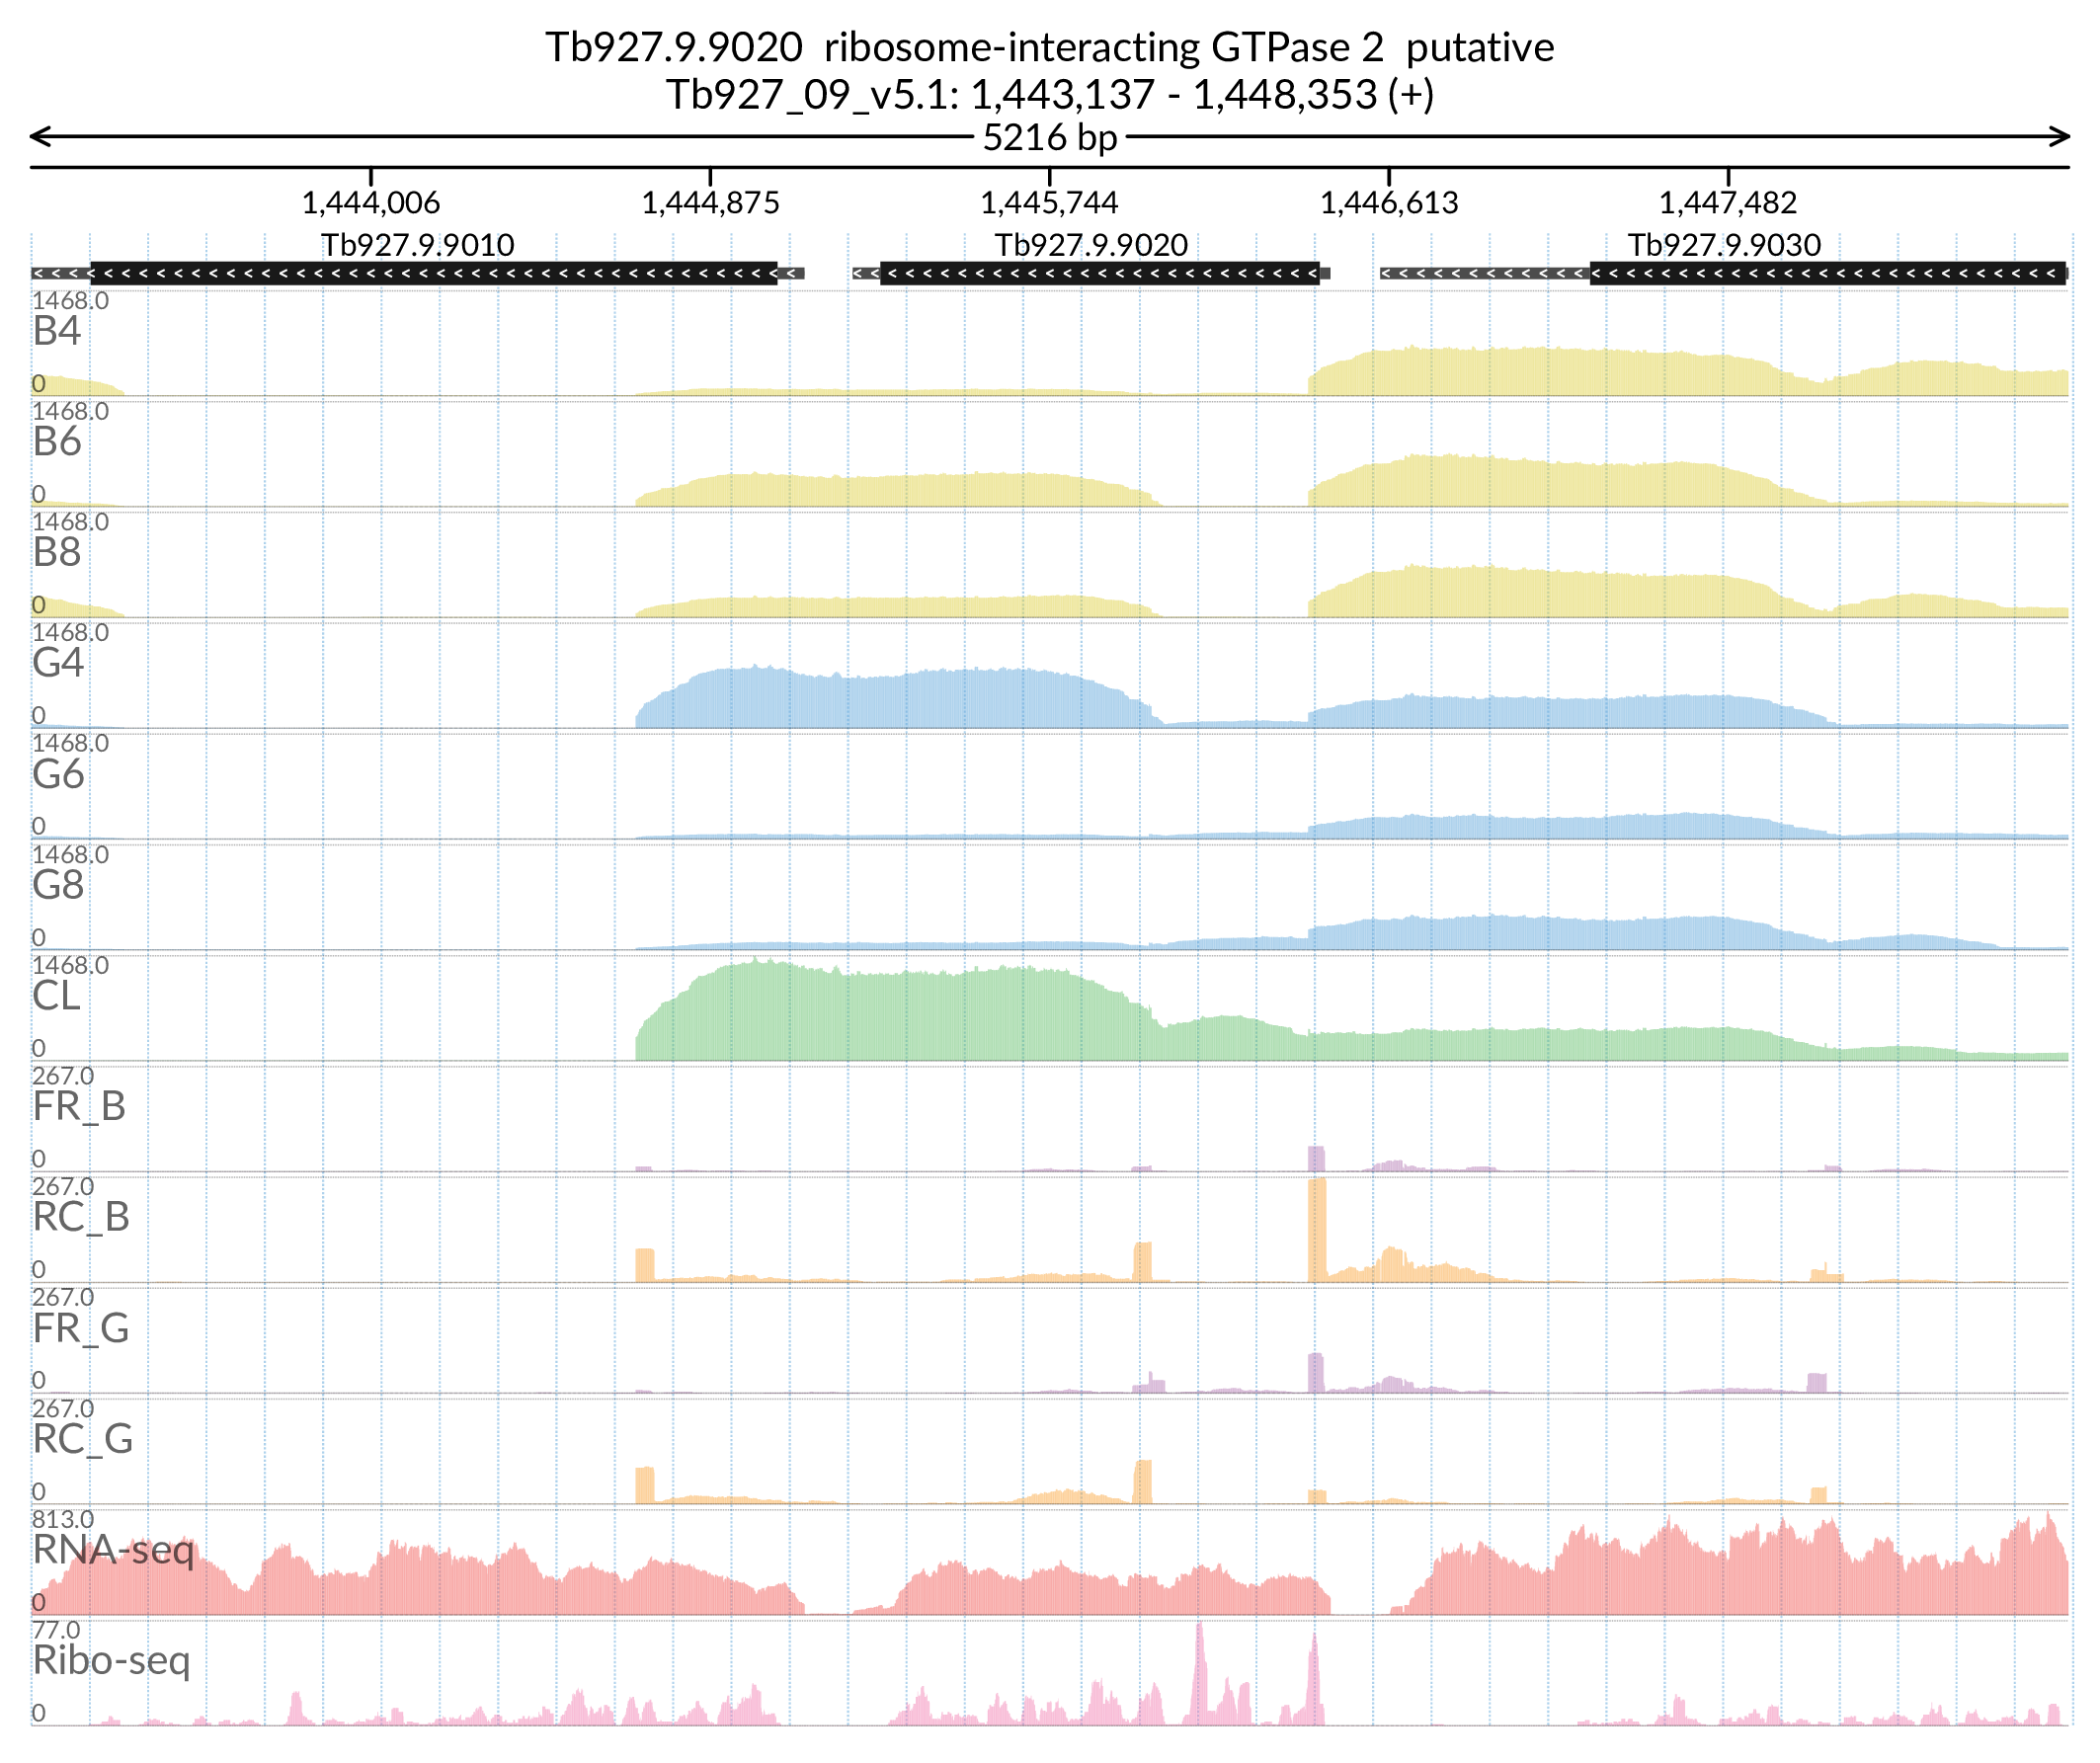 Tb927.9.9020 ribosome-interacting GTPase 2 putative
Tb927_09_v5.1: 1,443,137 - 1,448,353 (+)
5216 bp
1,444,006 1,444,875 1,445,744 1,446,613 1,447,482
Tb927.9.9010 Tb927.9.9020 Tb927.9.9030
1468.0
B4
0
1468.0
B6
0
1468.0
B8
0
1468.0
G4
0
1468.0
G6
0
1468.0
G8
0
1468.0
CL
0
267.0
FR_B
0
267.0
RC_B
0
267.0
FR_G
0
267.0
RC_G
0
813.0
RNA-seq
0
77.0
Ribo-seq
0